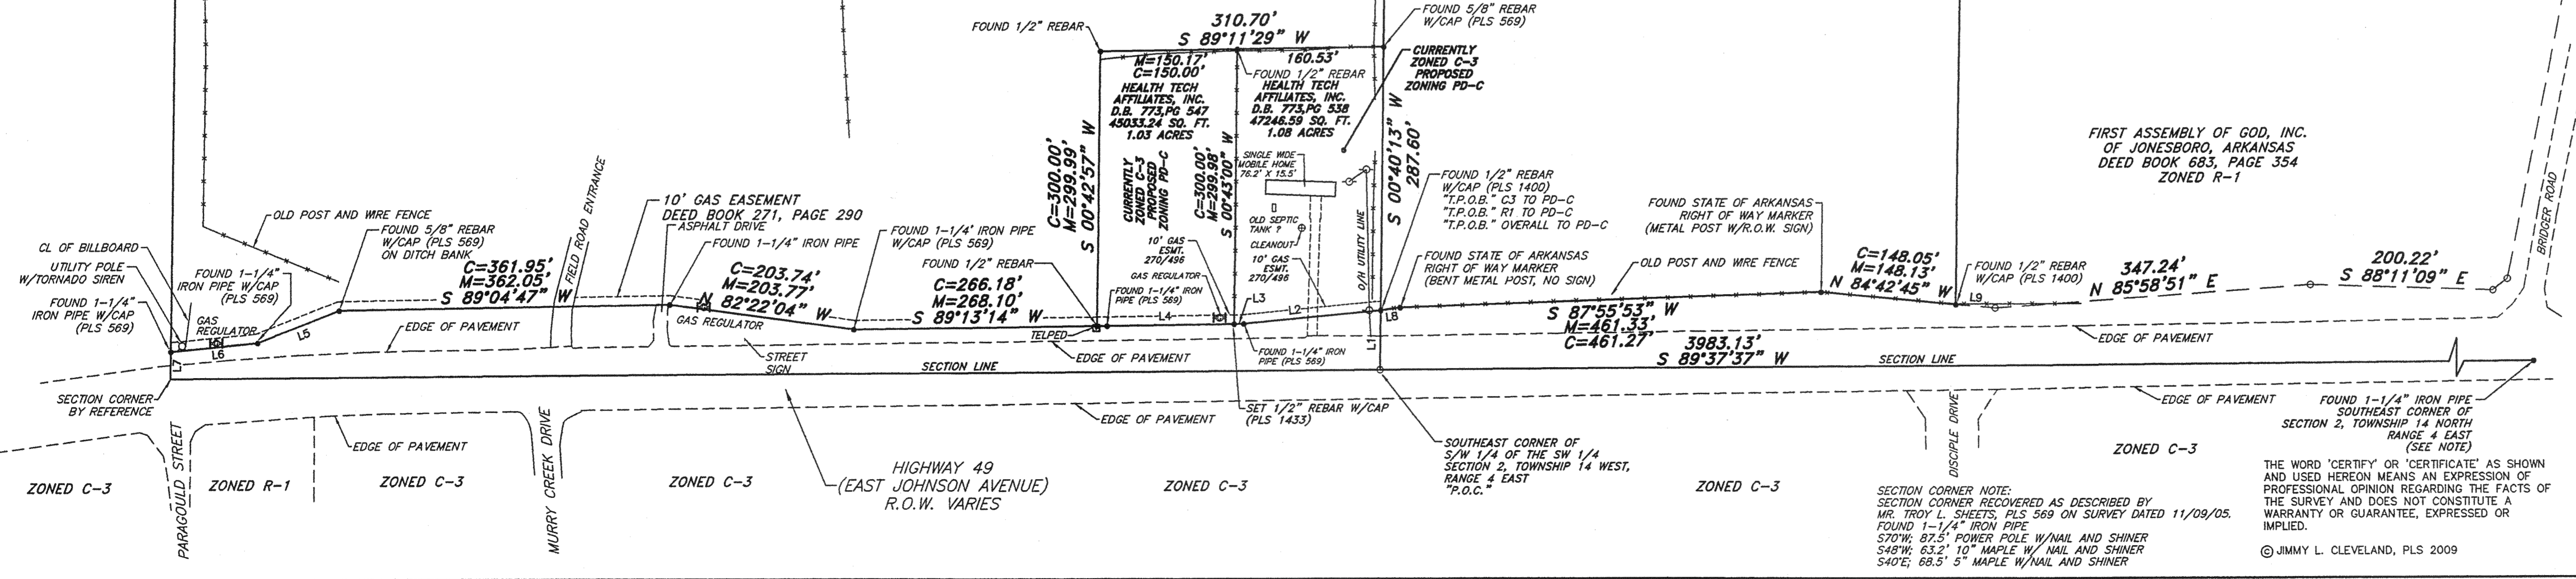 FOUND 1/2" REBAR
310.70'
S 89°11'29" W
FOUND 5/8" REBAR
W/CAP (PLS 569)
CURRENTLY
ZONED C-3
PROPOSED
ZONING PD-C
M=150.17'
C=150.00'
HEALTH TECH
AFFILIATES, INC.
D.B. 773,PG 547
45033.24 SQ. FT.
1.03 ACRES
160.53'
FOUND 1/2" REBAR
HEALTH TECH
AFFILIATES, INC.
D.B. 773,PG 538
47246.59 SQ. FT.
1.08 ACRES
C=300.00'
M=299.99'
S 00°42'57" W
CURRENTLY
ZONED C-3
PROPOSED
ZONING PD-C
C=300.00'
M=299.98'
S 00°43'00" W
SINGLE WIDE
MOBILE HOME
76.2' X 15.5'
OLD SEPTIC
TANK ?
CLEANOUT
10' GAS
ESMT.
270/496
10' GAS
ESMT.
270/496
O/H UTILITY LINE
S 00°40'13" W
287.60'
FOUND 1/2" REBAR
W/CAP (PLS 1400)
"T.P.O.B." C3 TO PD-C
"T.P.O.B." R1 TO PD-C
"T.P.O.B." OVERALL TO PD-C
FOUND STATE OF ARKANSAS
RIGHT OF WAY MARKER
(BENT METAL POST, NO SIGN)
OLD POST AND WIRE FENCE
FOUND STATE OF ARKANSAS
RIGHT OF WAY MARKER
(METAL POST W/R.O.W. SIGN)
C=148.05'
M=148.13'
N 84°42'45" W
FOUND 1/2" REBAR
W/CAP (PLS 1400)
L9
FIRST ASSEMBLY OF GOD, INC.
OF JONESBORO, ARKANSAS
DEED BOOK 683, PAGE 354
ZONED R-1
347.24'
N 85°58'51" E
200.22'
S 88°11'09" E
BRIDGER ROAD
OLD POST AND WIRE FENCE
FOUND 5/8" REBAR
W/CAP (PLS 569)
ON DITCH BANK
CL OF BILLBOARD
UTILITY POLE
W/TORNADO SIREN
FOUND 1-1/4"
IRON PIPE W/CAP
(PLS 569)
FOUND 1-1/4"
IRON PIPE W/CAP
(PLS 569)
GAS
REGULATOR
L5
L6
L7
C=361.95'
M=362.05'
S 89°04'47" W
FIELD ROAD ENTRANCE
10' GAS EASEMENT
DEED BOOK 271, PAGE 290
ASPHALT DRIVE
FOUND 1-1/4" IRON PIPE
C=203.74'
M=203.77'
N 82°22'04" W
GAS REGULATOR
FOUND 1-1/4' IRON PIPE
W/CAP (PLS 569)
FOUND 1/2" REBAR
C=266.18'
M=268.10'
S 89°13'14" W
TELPED
GAS REGULATOR
FOUND 1-1/4' IRON
PIPE (PLS 569)
L4
L3
L2
L1
L8
FOUND 1-1/4" IRON
PIPE (PLS 569)
S 87°55'53" W
M=461.33'
C=461.27'
3983.13'
S 89°37'37" W
SECTION LINE
EDGE OF PAVEMENT
EDGE OF PAVEMENT
STREET
SIGN
EDGE OF PAVEMENT
SECTION LINE
SECTION CORNER
BY REFERENCE
EDGE OF PAVEMENT
EDGE OF PAVEMENT
SET 1/2" REBAR W/CAP
(PLS 1433)
EDGE OF PAVEMENT
FOUND 1-1/4" IRON PIPE
SOUTHEAST CORNER OF
SECTION 2, TOWNSHIP 14 NORTH
RANGE 4 EAST
(SEE NOTE)
SOUTHEAST CORNER OF
S/W 1/4 OF THE SW 1/4
SECTION 2, TOWNSHIP 14 WEST,
RANGE 4 EAST
"P.O.C."
PARAGOULD STREET
MURRY CREEK DRIVE
DISCIPLE DRIVE
ZONED C-3
ZONED R-1
ZONED C-3
ZONED C-3
HIGHWAY 49
(EAST JOHNSON AVENUE)
R.O.W. VARIES
ZONED C-3
ZONED C-3
ZONED C-3
SECTION CORNER NOTE:
SECTION CORNER RECOVERED AS DESCRIBED BY
MR. TROY L. SHEETS, PLS 569 ON SURVEY DATED 11/09/05.
FOUND 1-1/4" IRON PIPE
S70°W; 87.5' POWER POLE W/NAIL AND SHINER
S48°W; 63.2' 10" MAPLE W/ NAIL AND SHINER
S40°E; 68.5' 5" MAPLE W/NAIL AND SHINER
THE WORD 'CERTIFY' OR 'CERTIFICATE' AS SHOWN
AND USED HEREON MEANS AN EXPRESSION OF
PROFESSIONAL OPINION REGARDING THE FACTS OF
THE SURVEY AND DOES NOT CONSTITUTE A
WARRANTY OR GUARANTEE, EXPRESSED OR
IMPLIED.
© JIMMY L. CLEVELAND, PLS 2009